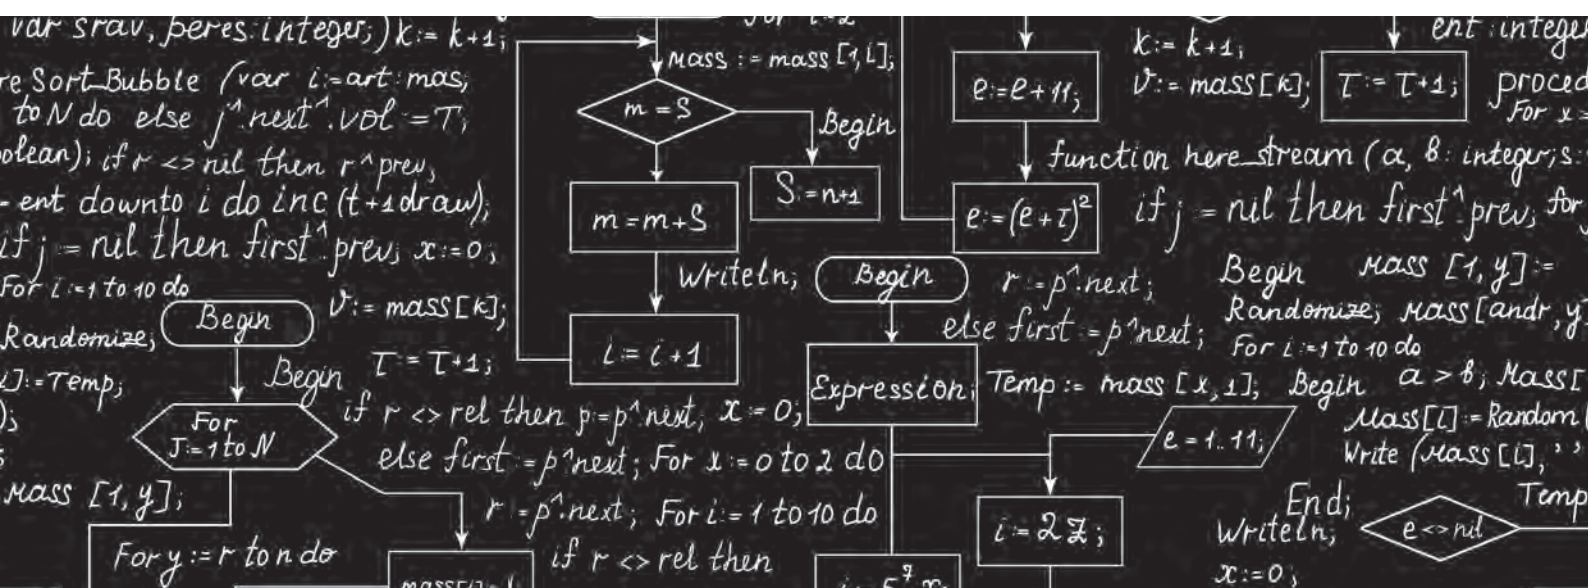 var srav, peres:integer;) k:= k+1;
re Sort_Bubble (var i:=art:mas;
to N do else j^.next^.vol:=T;
if r <> nil then r^prev;
- ent downto i do inc (t+1draw);
if j = nil then first^.prev; x:=0;
For i:=1 to 10 do
Begin
v:= mass[k];
Randomize;
]:=Temp;
Begin
τ:= τ+1;
For
J:=1 to N
if r <> rel then p:=p^next; x:=0;
else first:=p^next; For x:=0 to 2 do
mass [1,y];
r:=p^.next; For i:=1 to 10 do
For y:=r to n do
if r <> rel then
mass := mass [1,i];
m = S
Begin
S:=n+1
m = m+S
Writeln;
i:= i+1
Begin
Expression;
e:=e+11;
e:=(e+τ)²
k:= k+1;
v:= mass[k];
τ:= τ+1;
ent:integer
proced
For x=
function here_stream (a, b: integer;s:
if j = nil then first^.prev; for
r:=p^.next;
else first:=p^next;
Begin
mass [1,y]:=
Randomize; mass[andr,y
For i:=1 to 10 do
Temp:= mass [x,1];
Begin
a > b; Mass[
e = 1..11;
Mass[i]:=Random(
Write (Mass[i], ' '
i:=2z;
End;
Temp
Writeln;
e<>nil
x:=0;